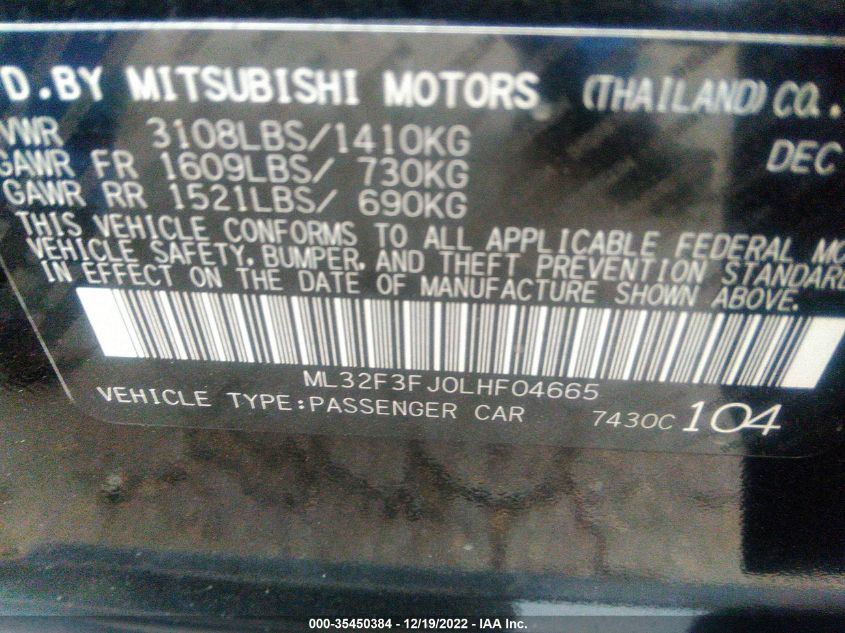 D.BY MITSUBISHI MOTORS (THAILAND) CO.,
VWR 3108LBS/1410KG DEC
GAWR FR 1609LBS/ 730KG
GAWR RR 1521LBS/ 690KG
THIS VEHICLE CONFORMS TO ALL APPLICABLE FEDERAL MO
VEHICLE SAFETY, BUMPER, AND THEFT PREVENTION STANDARD
IN EFFECT ON THE DATE OF MANUFACTURE SHOWN ABOVE.
ML32F3FJ0LHF04665
VEHICLE TYPE:PASSENGER CAR 7430C 104
000-35450384 - 12/19/2022 - IAA Inc.